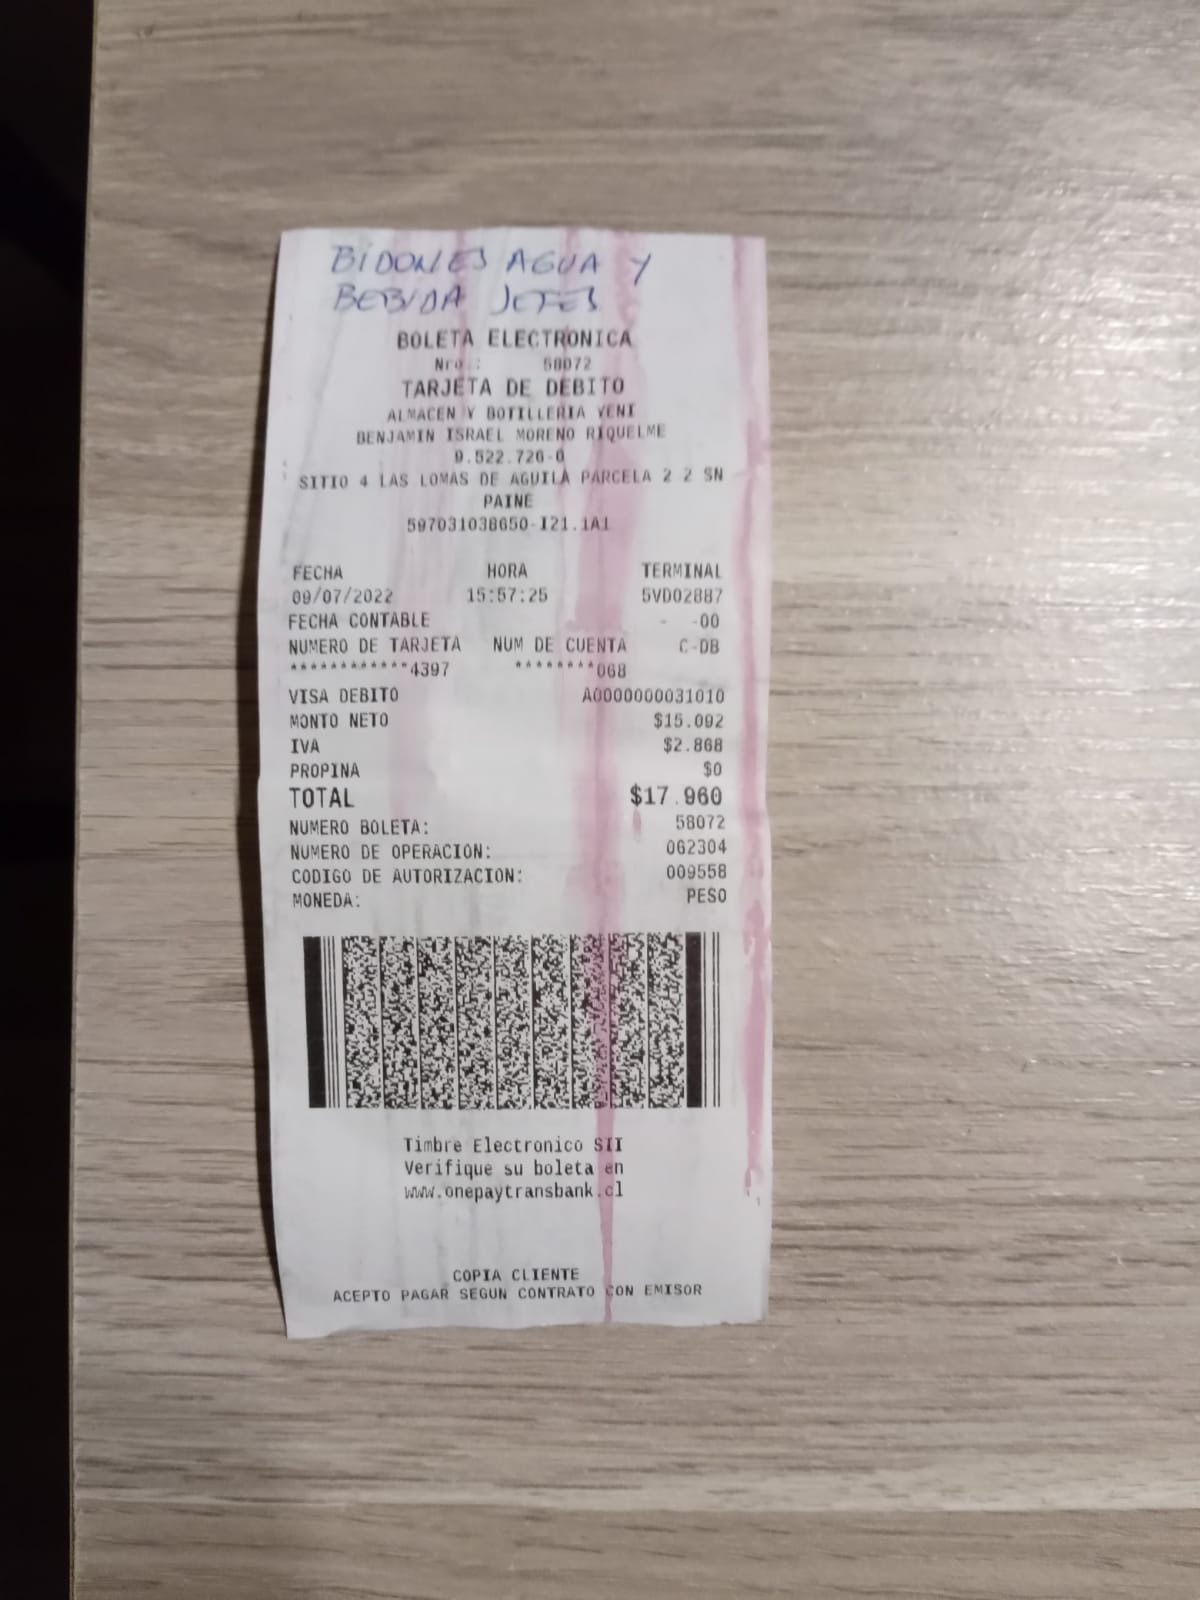 BIDONES AGUA Y
BEBIDA JEFES
BOLETA ELECTRONICA
Nro.: 58072
TARJETA DE DEBITO
ALMACEN Y BOTILLERIA YENI
BENJAMIN ISRAEL MORENO RIQUELME
9.522.726-0
SITIO 4 LAS LOMAS DE AGUILA PARCELA 2 2 SN
PAINE
597031038650-I21.1A1
FECHA HORA TERMINAL
09/07/2022 15:57:25 5VD02887
FECHA CONTABLE - -00
NUMERO DE TARJETA NUM DE CUENTA C-DB
************4397 ********068
VISA DEBITO A0000000031010
MONTO NETO $15.092
IVA $2.868
PROPINA $0
TOTAL $17.960
NUMERO BOLETA: 58072
NUMERO DE OPERACION: 062304
CODIGO DE AUTORIZACION: 009558
MONEDA: PESO
Timbre Electronico SII
Verifique su boleta en
www.onepaytransbank.cl
COPIA CLIENTE
ACEPTO PAGAR SEGUN CONTRATO CON EMISOR